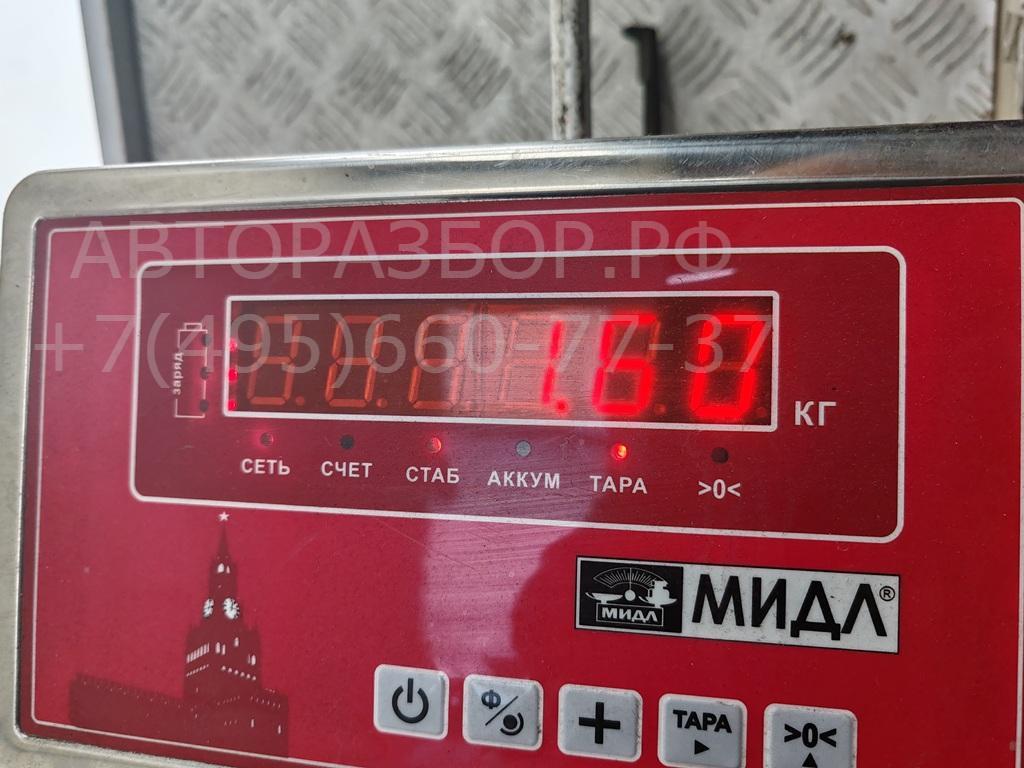 АВТОРАЗБОР.РФ
+7(495)660-77-37
заряд
1.60
КГ
СЕТЬ СЧЕТ СТАБ АККУМ ТАРА >0<
МИДЛ МИДЛ®
Ф
ТАРА >0<